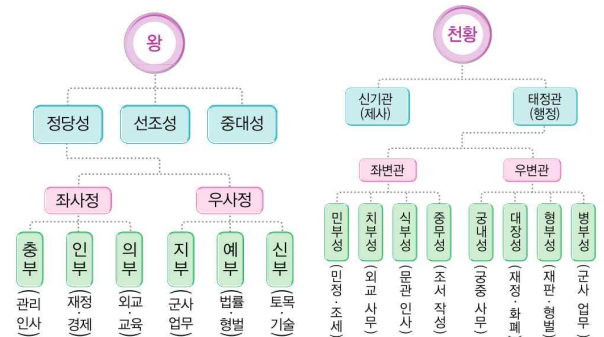 왕
정당성
선조성
중대성
좌사정
우사정
충부
인부
의부
지부
예부
신부
(관리 인사)
(재정·경제)
(외교·교육)
(군사 업무)
(법률·형벌)
(토목·기술)
천황
신기관
(제사)
태정관
(행정)
좌변관
우변관
민부성
치부성
식부성
중무성
궁내성
대장성
형부성
병부성
(민정·조세)
(외교 사무)
(문관 인사)
(조서 작성)
(궁중 사무)
(재정·화폐)
(재판·형벌)
(군사 업무)